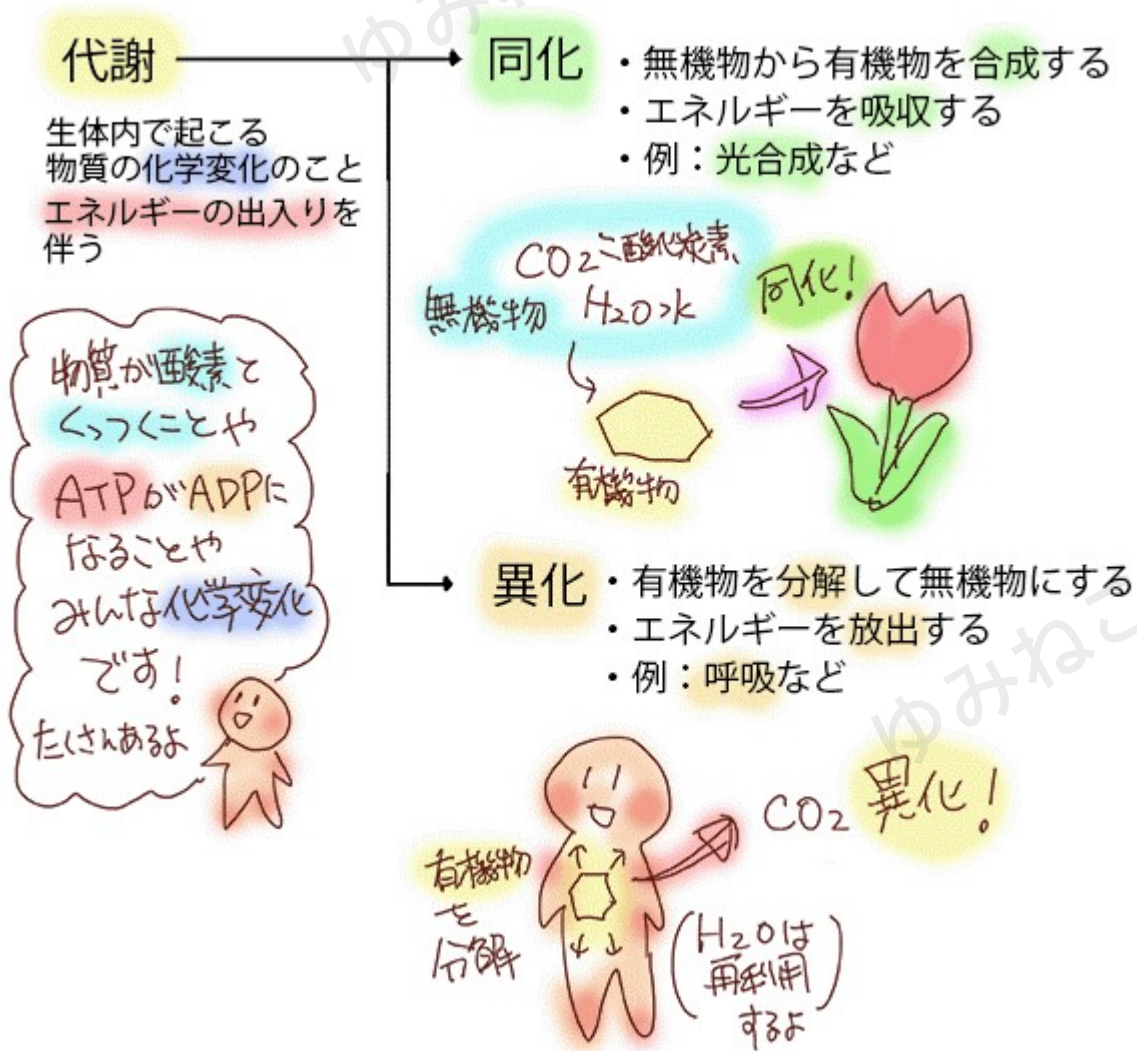 代謝
生体内で起こる
物質の化学変化のこと
エネルギーの出入りを
伴う
物質が酸素と
くっつくことや
ATPがADPに
なることや
みんな化学変化
です！
たくさんあるよ
同化
・無機物から有機物を合成する
・エネルギーを吸収する
・例：光合成など
CO2 二酸化炭素
無機物 H2O 水
同化！
有機物
異化
・有機物を分解して無機物にする
・エネルギーを放出する
・例：呼吸など
CO2 異化！
有機物
を
分解
(H2Oは
再利用
するよ)
ゆみねこ